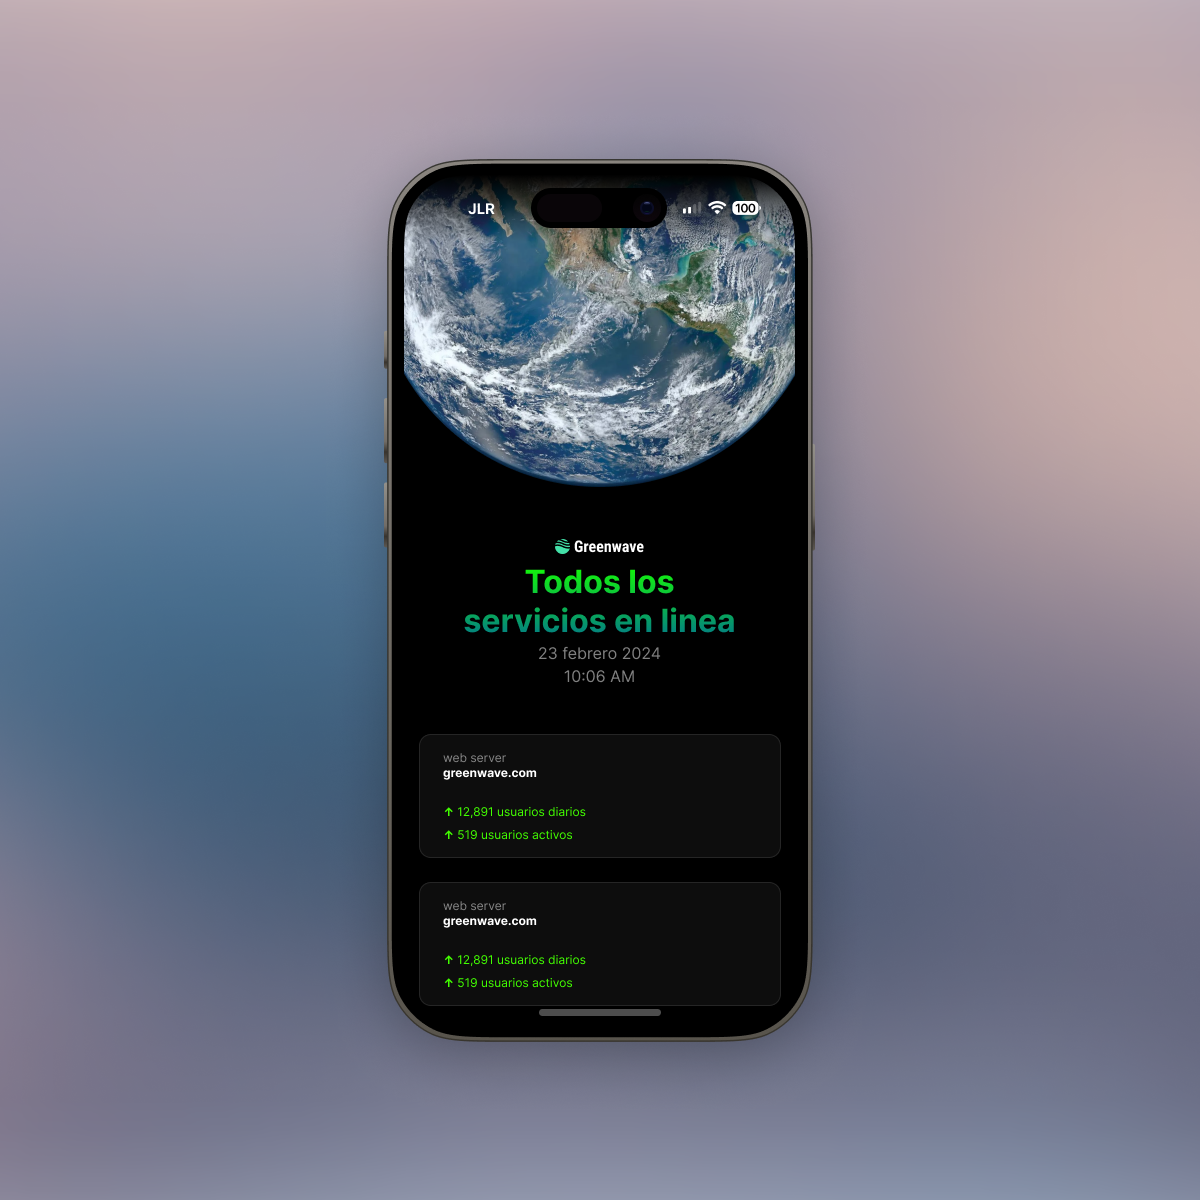 JLR
100
Greenwave
Todos los
servicios en linea
23 febrero 2024
10:06 AM
web server
greenwave.com
↑ 12,891 usuarios diarios
↑ 519 usuarios activos
web server
greenwave.com
↑ 12,891 usuarios diarios
↑ 519 usuarios activos